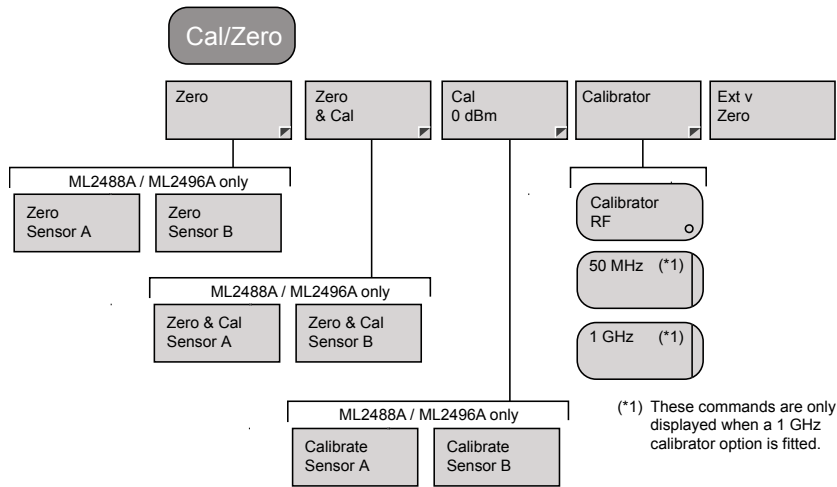 Cal/Zero
Zero
Zero
& Cal
Cal
0 dBm
Calibrator
Ext v
Zero
ML2488A / ML2496A only
Zero
Sensor A
Zero
Sensor B
Calibrator
RF
50 MHz (*1)
1 GHz (*1)
ML2488A / ML2496A only
Zero & Cal
Sensor A
Zero & Cal
Sensor B
ML2488A / ML2496A only
Calibrate
Sensor A
Calibrate
Sensor B
(*1) These commands are only
displayed when a 1 GHz
calibrator option is fitted.